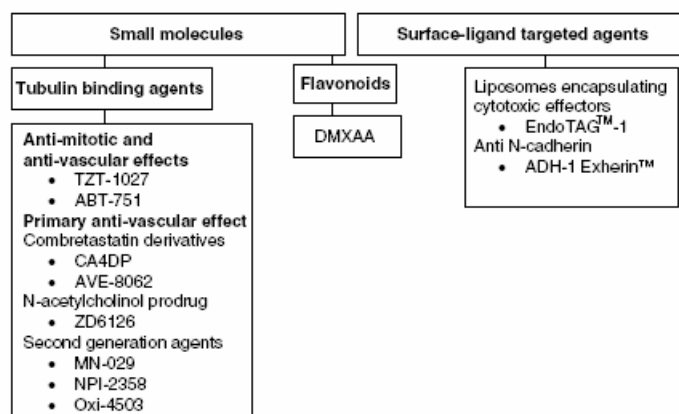 Small molecules
Surface-ligand targeted agents
Tubulin binding agents
Flavonoids
DMXAA
Liposomes encapsulating
cytotoxic effectors
• EndoTAG™-1
Anti N-cadherin
• ADH-1 Exherin™
Anti-mitotic and
anti-vascular effects
• TZT-1027
• ABT-751
Primary anti-vascular effect
Combretastatin derivatives
• CA4DP
• AVE-8062
N-acetylcholinol prodrug
• ZD6126
Second generation agents
• MN-029
• NPI-2358
• Oxi-4503